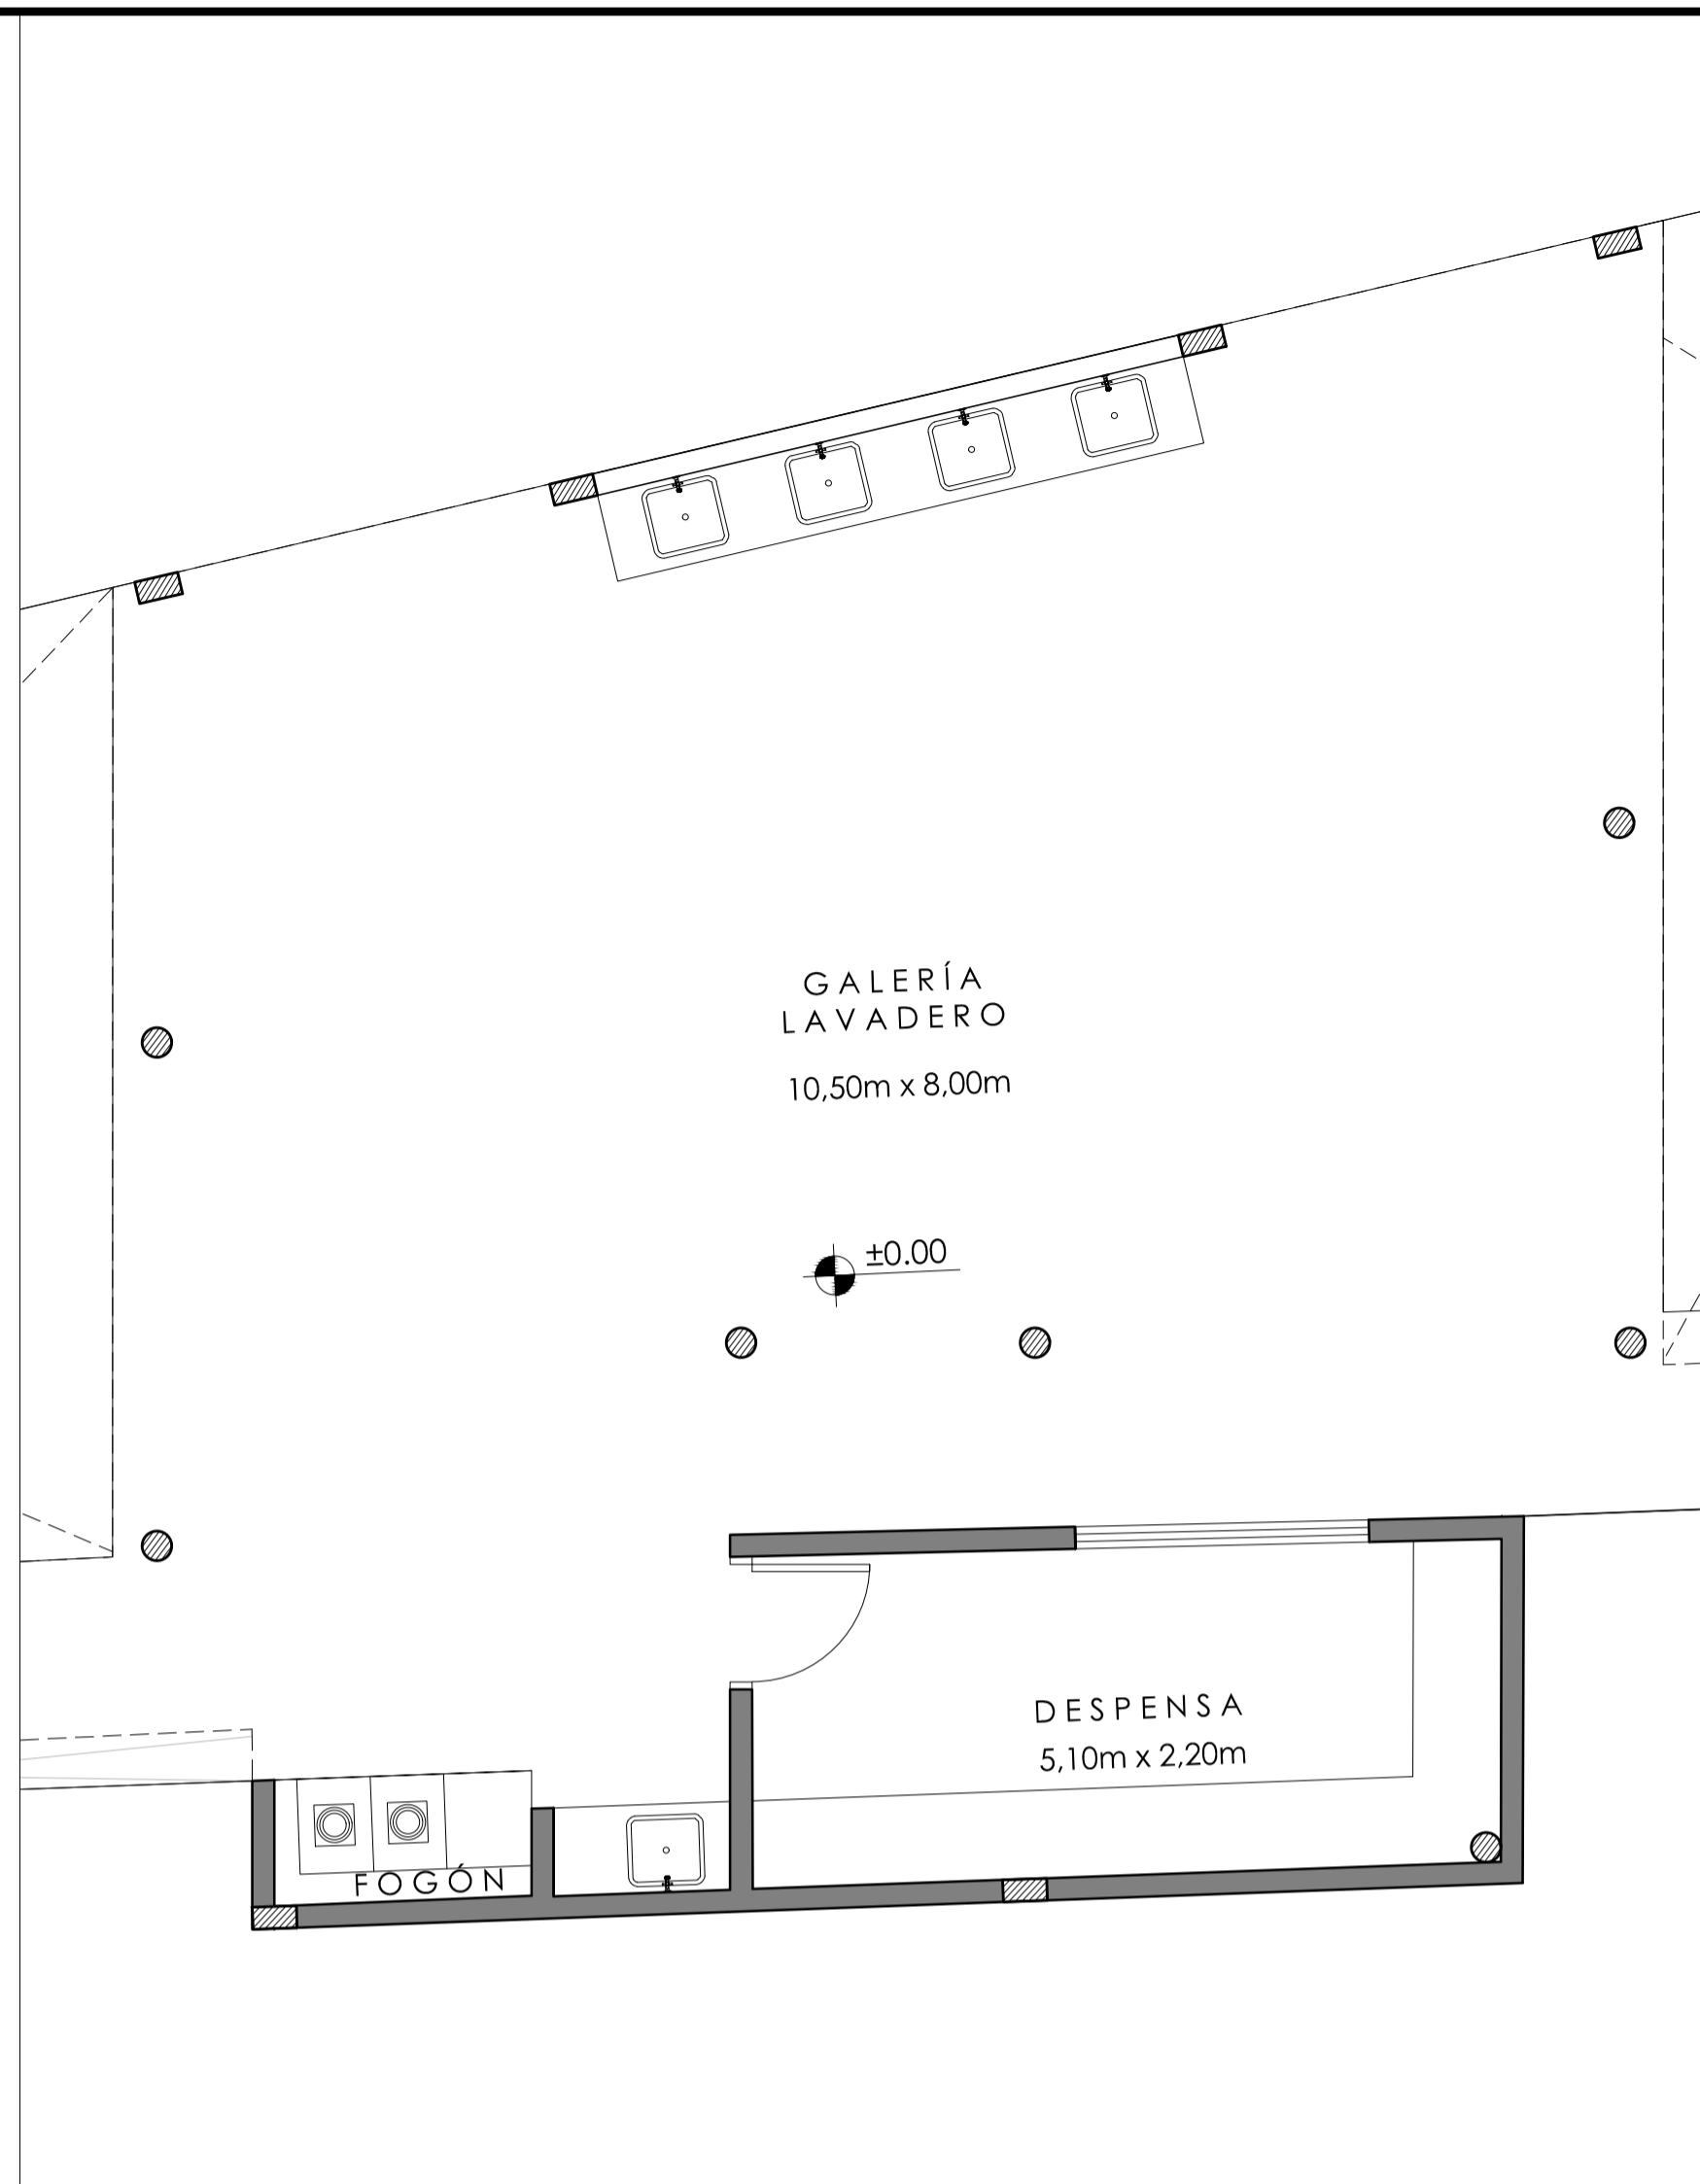 GALERÍA
LAVADERO
10,50m x 8,00m
±0.00
DESPENSA
5,10m x 2,20m
FOGÓN